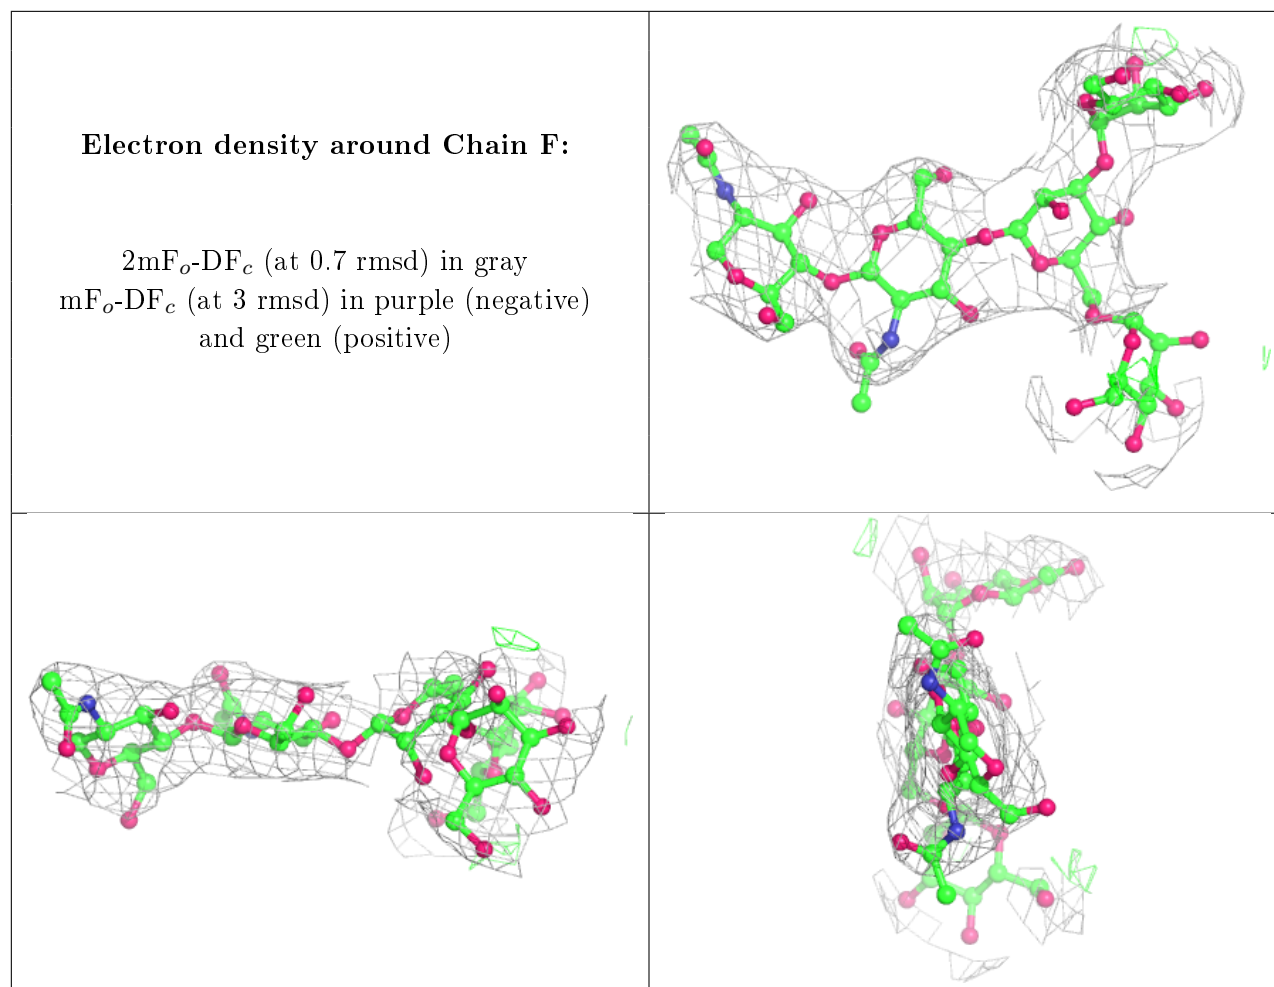 Electron density around Chain F:
2mFₒ-DF𝒸 (at 0.7 rmsd) in gray
mFₒ-DF𝒸 (at 3 rmsd) in purple (negative)
and green (positive)